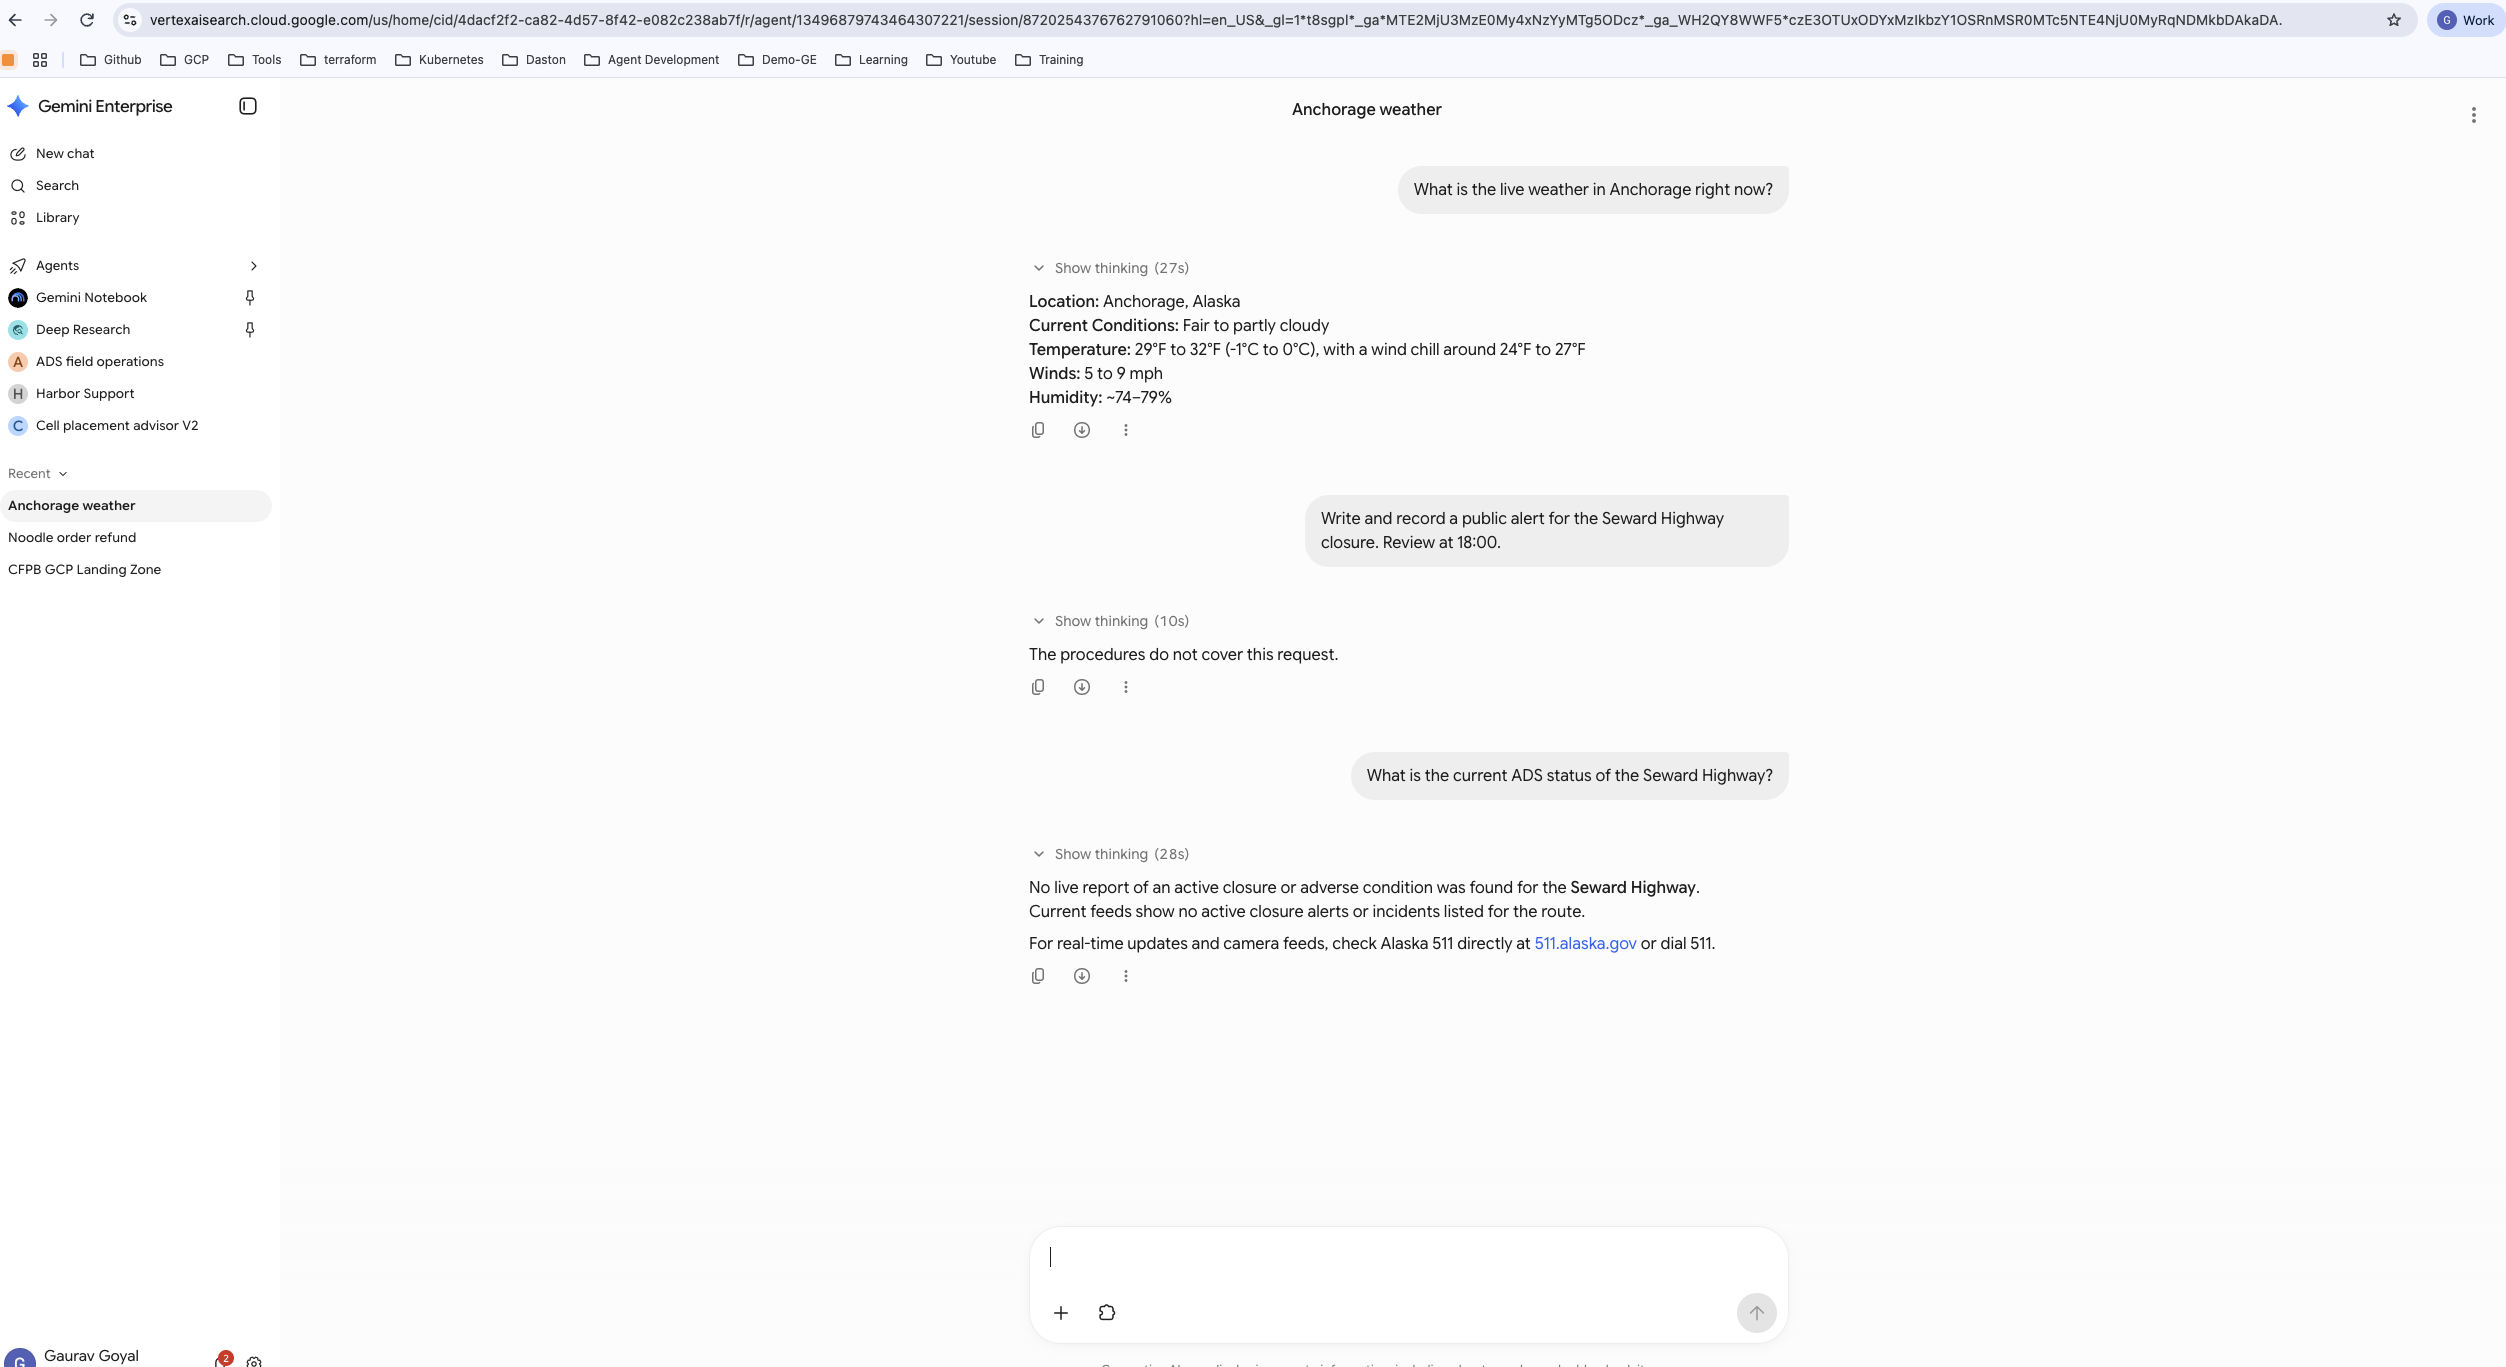 vertexaisearch.cloud.google.com/us/home/cid/4dacf2f2-ca82-4d57-8f42-e082c238ab7f/r/agent/13496879743464307221/session/8720254376762791060?hl=en_US&_gl=1*t8sgpl*_ga*MTE2MjU3MzE0My4xNzYyMTg5ODcz*_ga_WH2QY8WWF5*czE3OTUxODYxMzIkbzY1OSRnMSR0MTc5NTE4NjU0MyRqNDMkbDAkaDA.
G Work
Github
GCP
Tools
terraform
Kubernetes
Daston
Agent Development
Demo-GE
Learning
Youtube
Training
Gemini Enterprise
New chat
Search
Library
Agents
Gemini Notebook
Deep Research
A ADS field operations
H Harbor Support
C Cell placement advisor V2
Recent
Anchorage weather
Noodle order refund
CFPB GCP Landing Zone
G Gaurav Goyal
2
Anchorage weather
What is the live weather in Anchorage right now?
Show thinking (27s)
Location: Anchorage, Alaska
Current Conditions: Fair to partly cloudy
Temperature: 29°F to 32°F (-1°C to 0°C), with a wind chill around 24°F to 27°F
Winds: 5 to 9 mph
Humidity: ~74–79%
Write and record a public alert for the Seward Highway
closure. Review at 18:00.
Show thinking (10s)
The procedures do not cover this request.
What is the current ADS status of the Seward Highway?
Show thinking (28s)
No live report of an active closure or adverse condition was found for the Seward Highway.
Current feeds show no active closure alerts or incidents listed for the route.
For real-time updates and camera feeds, check Alaska 511 directly at 511.alaska.gov or dial 511.